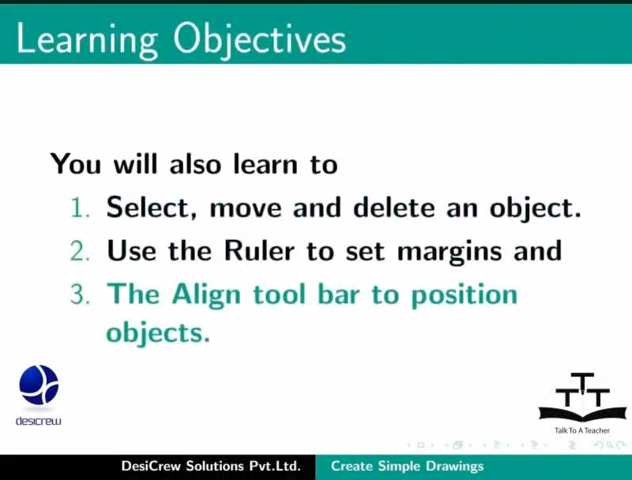 Learning Objectives
You will also learn to
1. Select, move and delete an object.
2. Use the Ruler to set margins and
3. The Align tool bar to position
objects.
desicrew
TTT
Talk To A Teacher
DesiCrew Solutions Pvt.Ltd. Create Simple Drawings